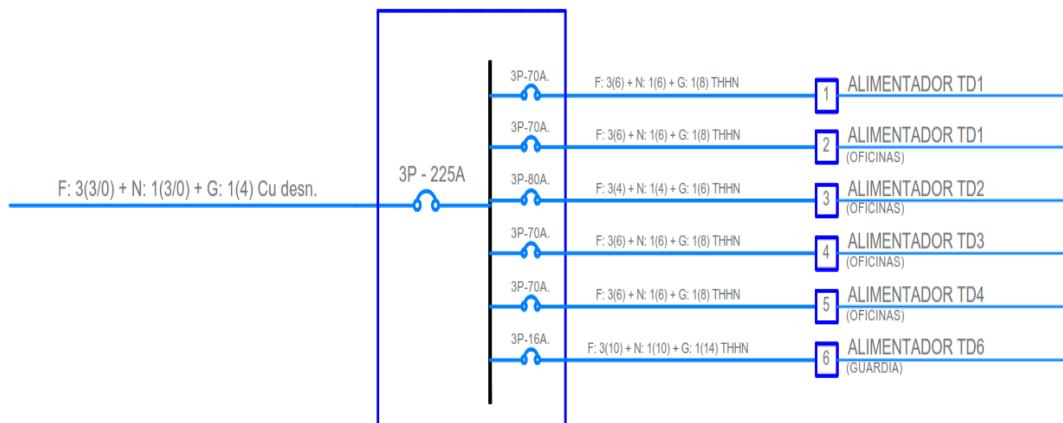 F: 3(3/0) + N: 1(3/0) + G: 1(4) Cu desn.
3P - 225A
3P-70A.
F: 3(6) + N: 1(6) + G: 1(8) THHN
1
ALIMENTADOR TD1
3P-70A.
F: 3(6) + N: 1(6) + G: 1(8) THHN
2
ALIMENTADOR TD1
(OFICINAS)
3P-80A.
F: 3(4) + N: 1(4) + G: 1(6) THHN
3
ALIMENTADOR TD2
(OFICINAS)
3P-70A.
F: 3(6) + N: 1(6) + G: 1(8) THHN
4
ALIMENTADOR TD3
(OFICINAS)
3P-70A.
F: 3(6) + N: 1(6) + G: 1(8) THHN
5
ALIMENTADOR TD4
(OFICINAS)
3P-16A.
F: 3(10) + N: 1(10) + G: 1(14) THHN
6
ALIMENTADOR TD6
(GUARDIA)